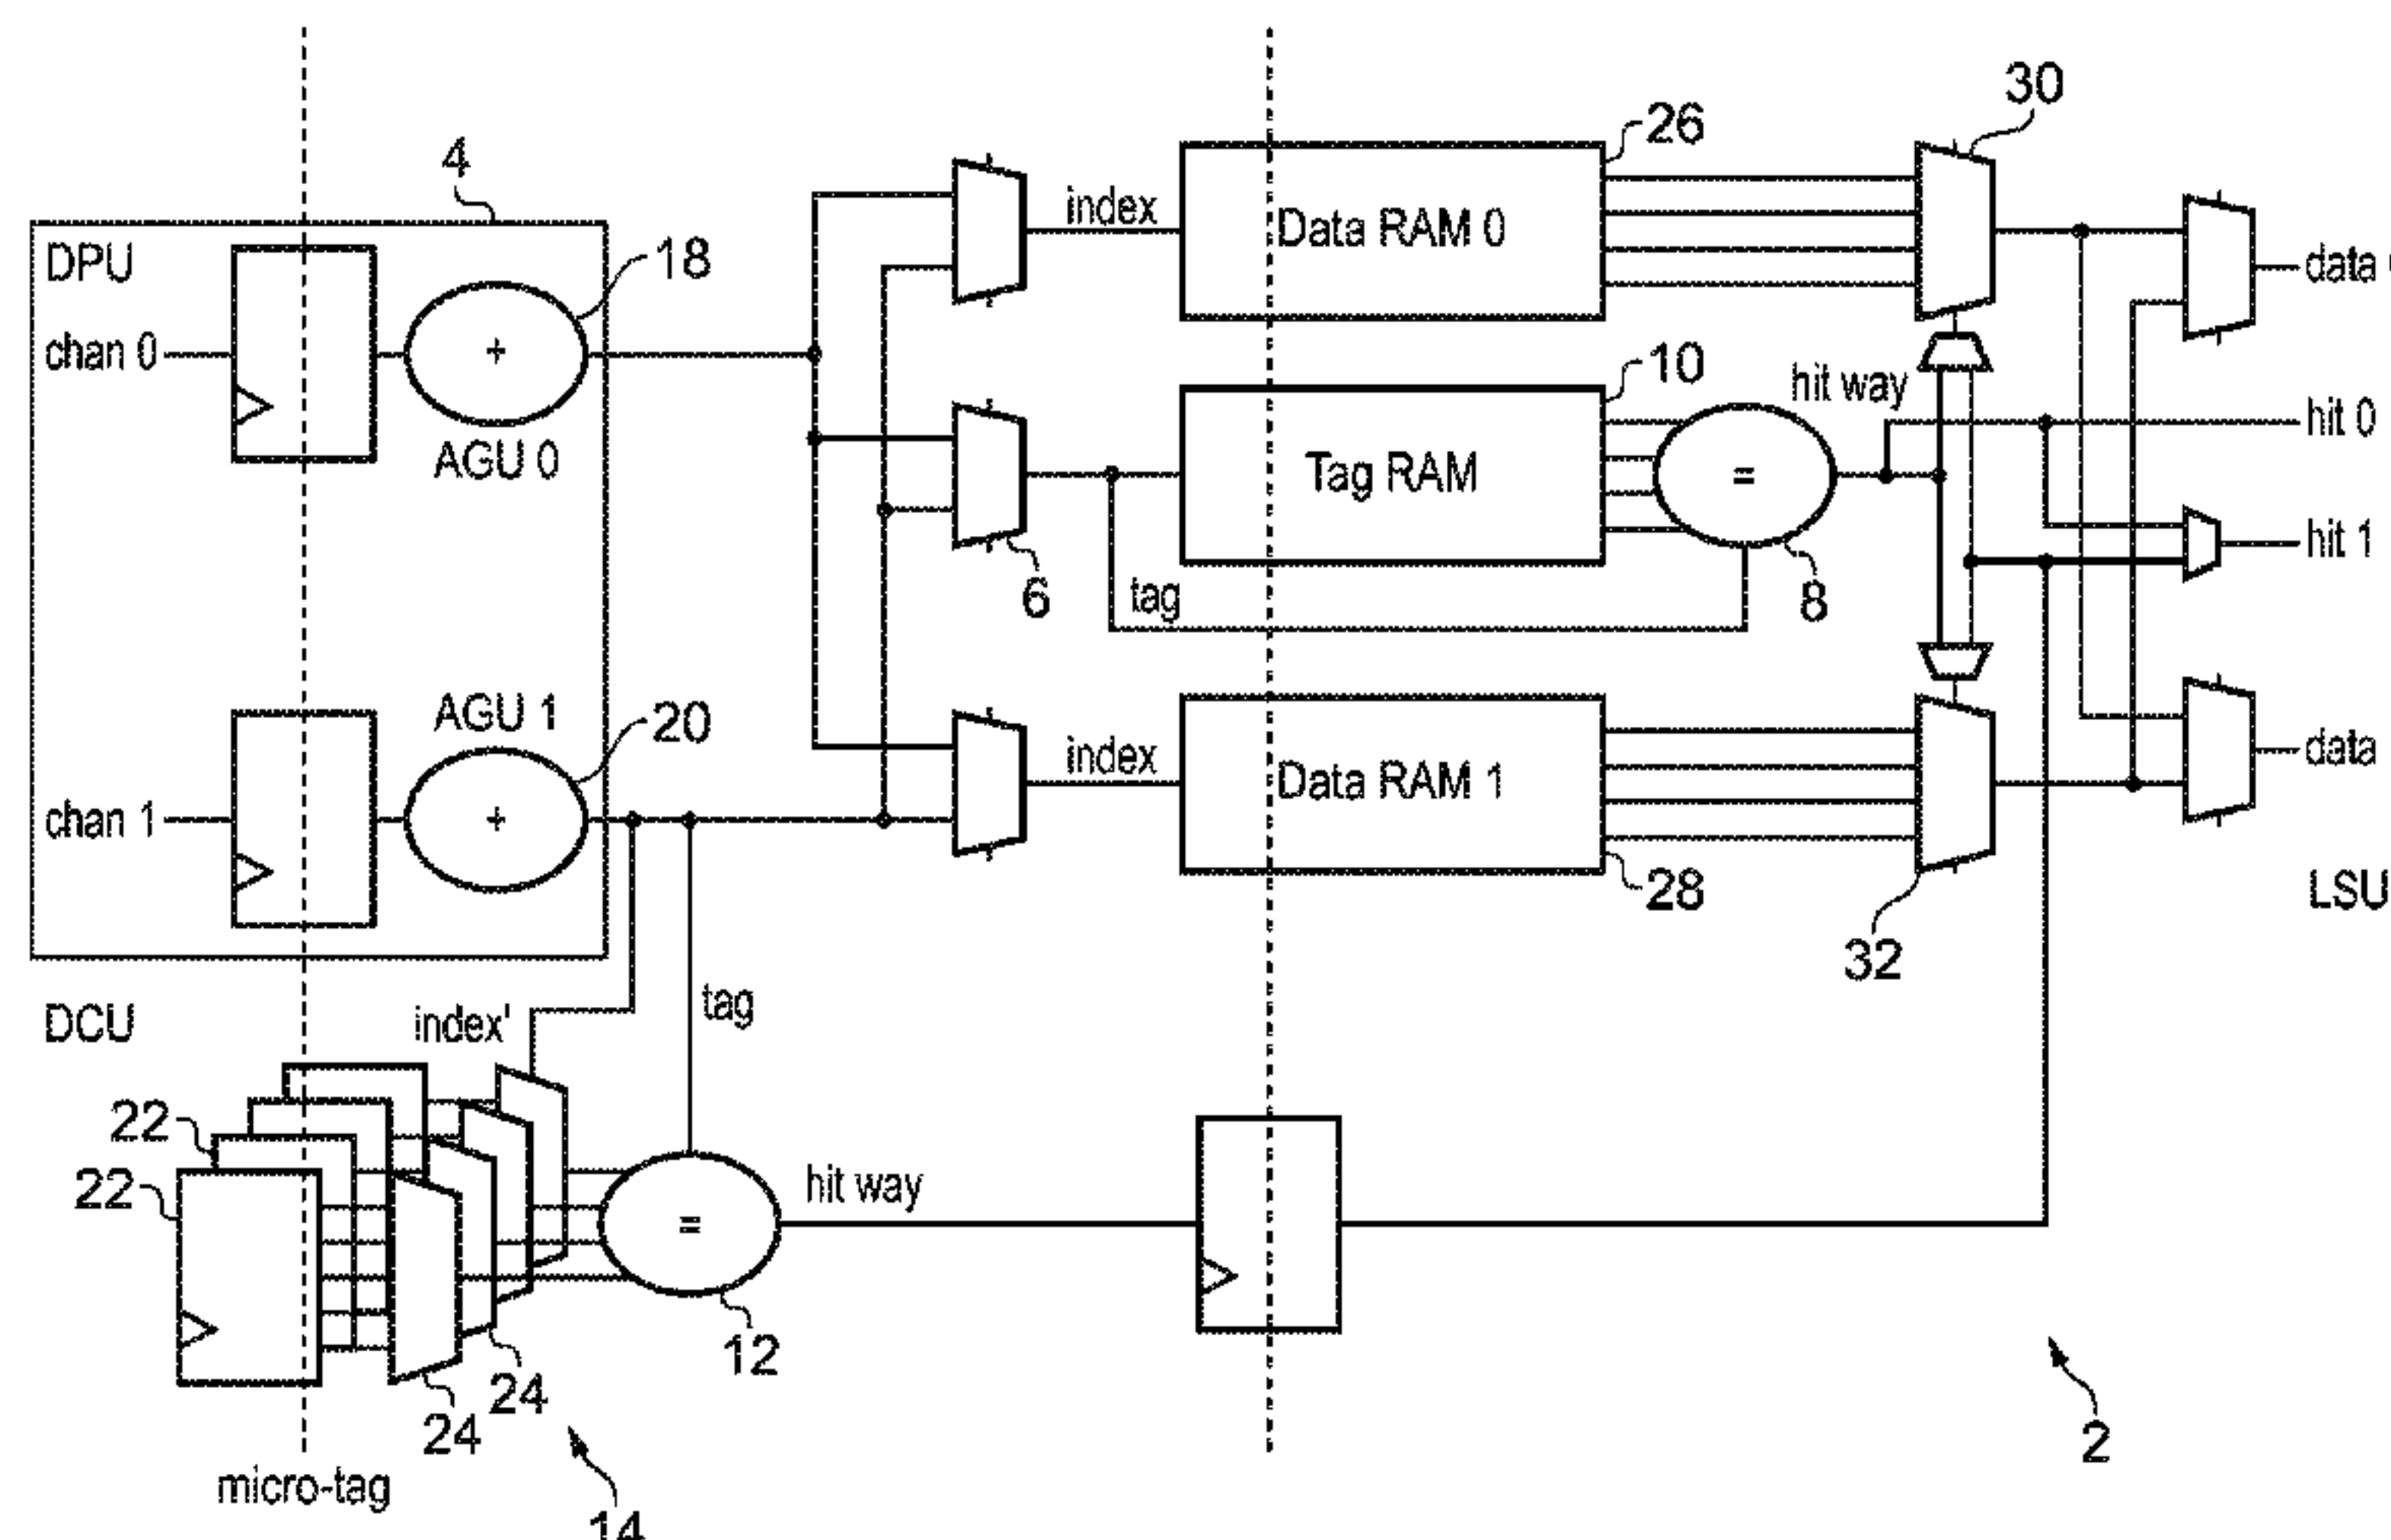 30
26
4
index
Data RAM 0
DPU
18
data
chan 0
+
10
hit way
AGU 0
Tag RAM
=
hit 0
hit 1
6
tag
8
AGU 1
20
index
Data RAM 1
data
chan 1
+
28
LSU
32
DCU
index'
tag
22
22
hit way
=
12
24
24
2
micro-tag
14